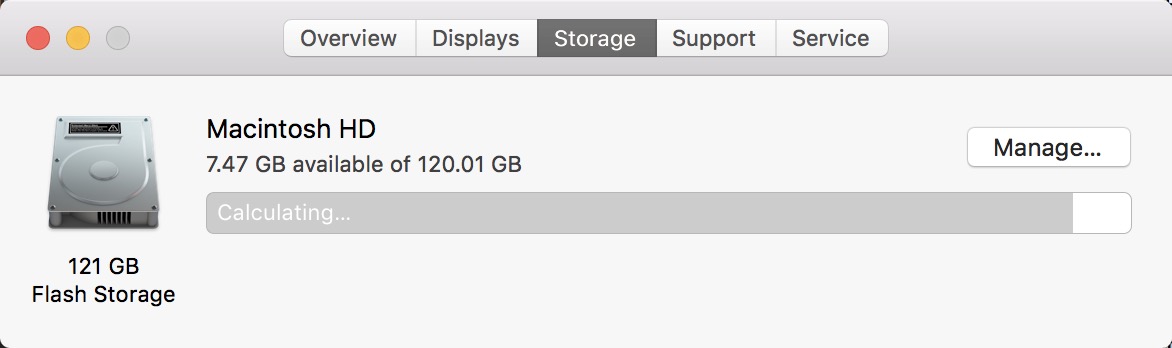 Overview Displays Storage Support Service
Macintosh HD
7.47 GB available of 120.01 GB
Manage...
Calculating...
121 GB
Flash Storage